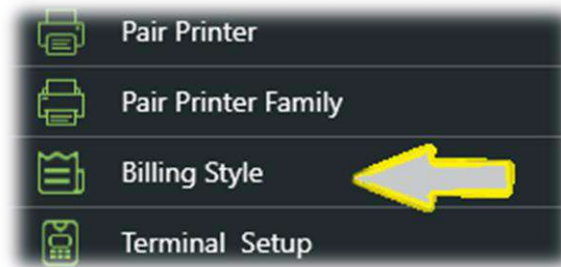 Pair Printer
Pair Printer Family
Billing Style
Terminal Setup